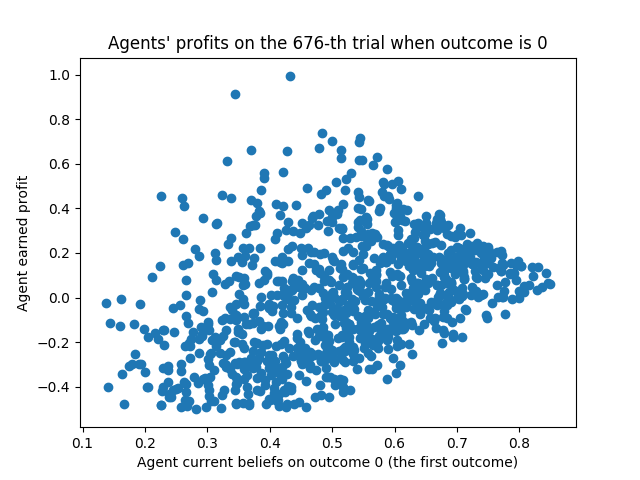 Agents' profits on the 676-th trial when outcome is 0
1.0
0.8
0.6
0.4
0.2
0.0
−0.2
−0.4
Agent earned profit
0.1 0.2 0.3 0.4 0.5 0.6 0.7 0.8
Agent current beliefs on outcome 0 (the first outcome)